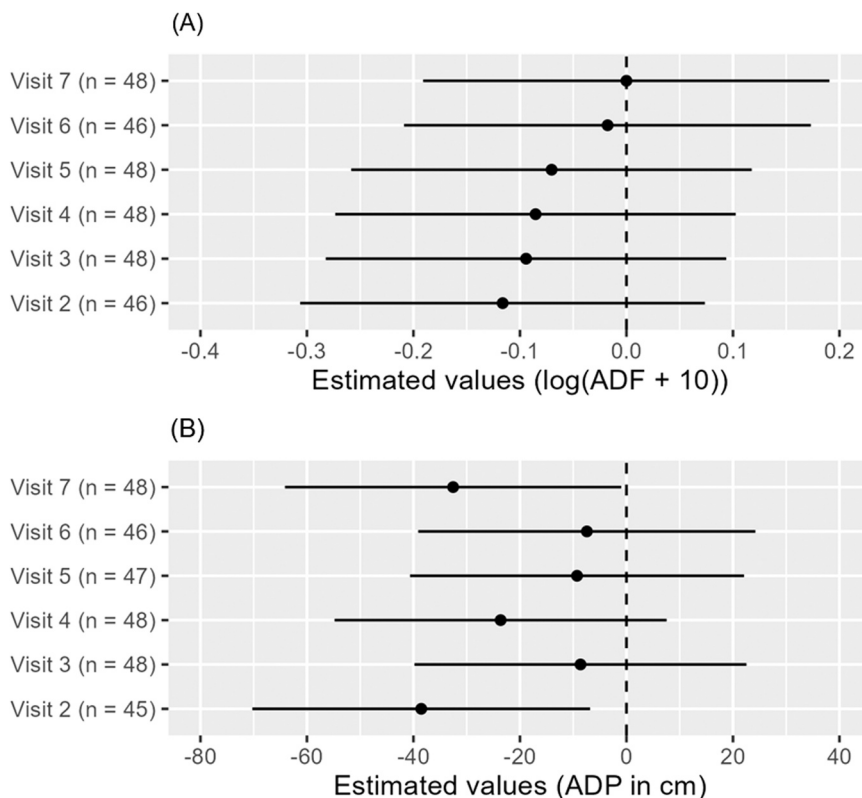 (A)
Visit 7 (n = 48)
Visit 6 (n = 46)
Visit 5 (n = 48)
Visit 4 (n = 48)
Visit 3 (n = 48)
Visit 2 (n = 46)
-0.4 -0.3 -0.2 -0.1 0.0 0.1 0.2
Estimated values (log(ADF + 10))
(B)
Visit 7 (n = 48)
Visit 6 (n = 46)
Visit 5 (n = 47)
Visit 4 (n = 48)
Visit 3 (n = 48)
Visit 2 (n = 45)
-80 -60 -40 -20 0 20 40
Estimated values (ADP in cm)